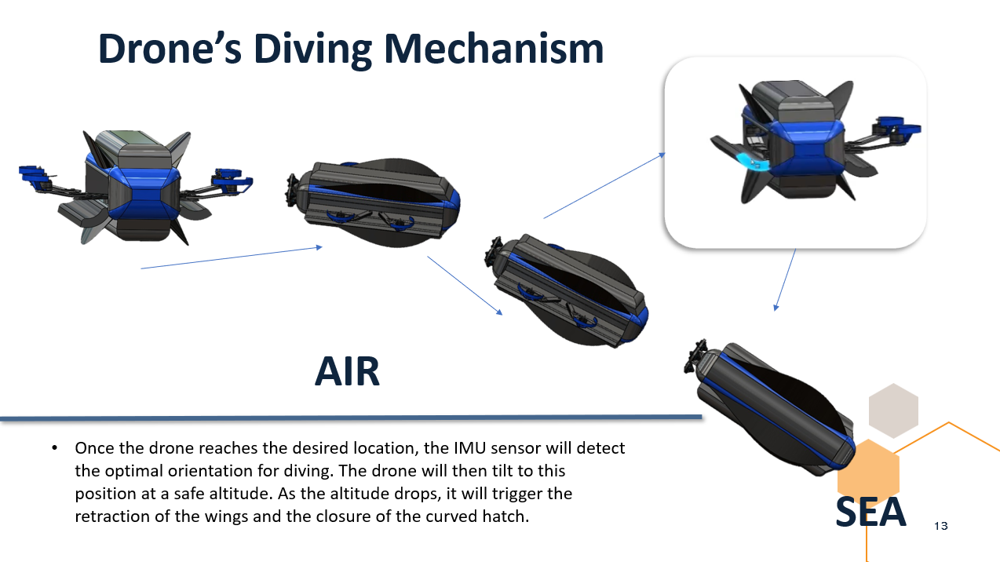 Drone’s Diving Mechanism
AIR
• Once the drone reaches the desired location, the IMU sensor will detect
the optimal orientation for diving. The drone will then tilt to this
position at a safe altitude. As the altitude drops, it will trigger the
retraction of the wings and the closure of the curved hatch.
SEA
13